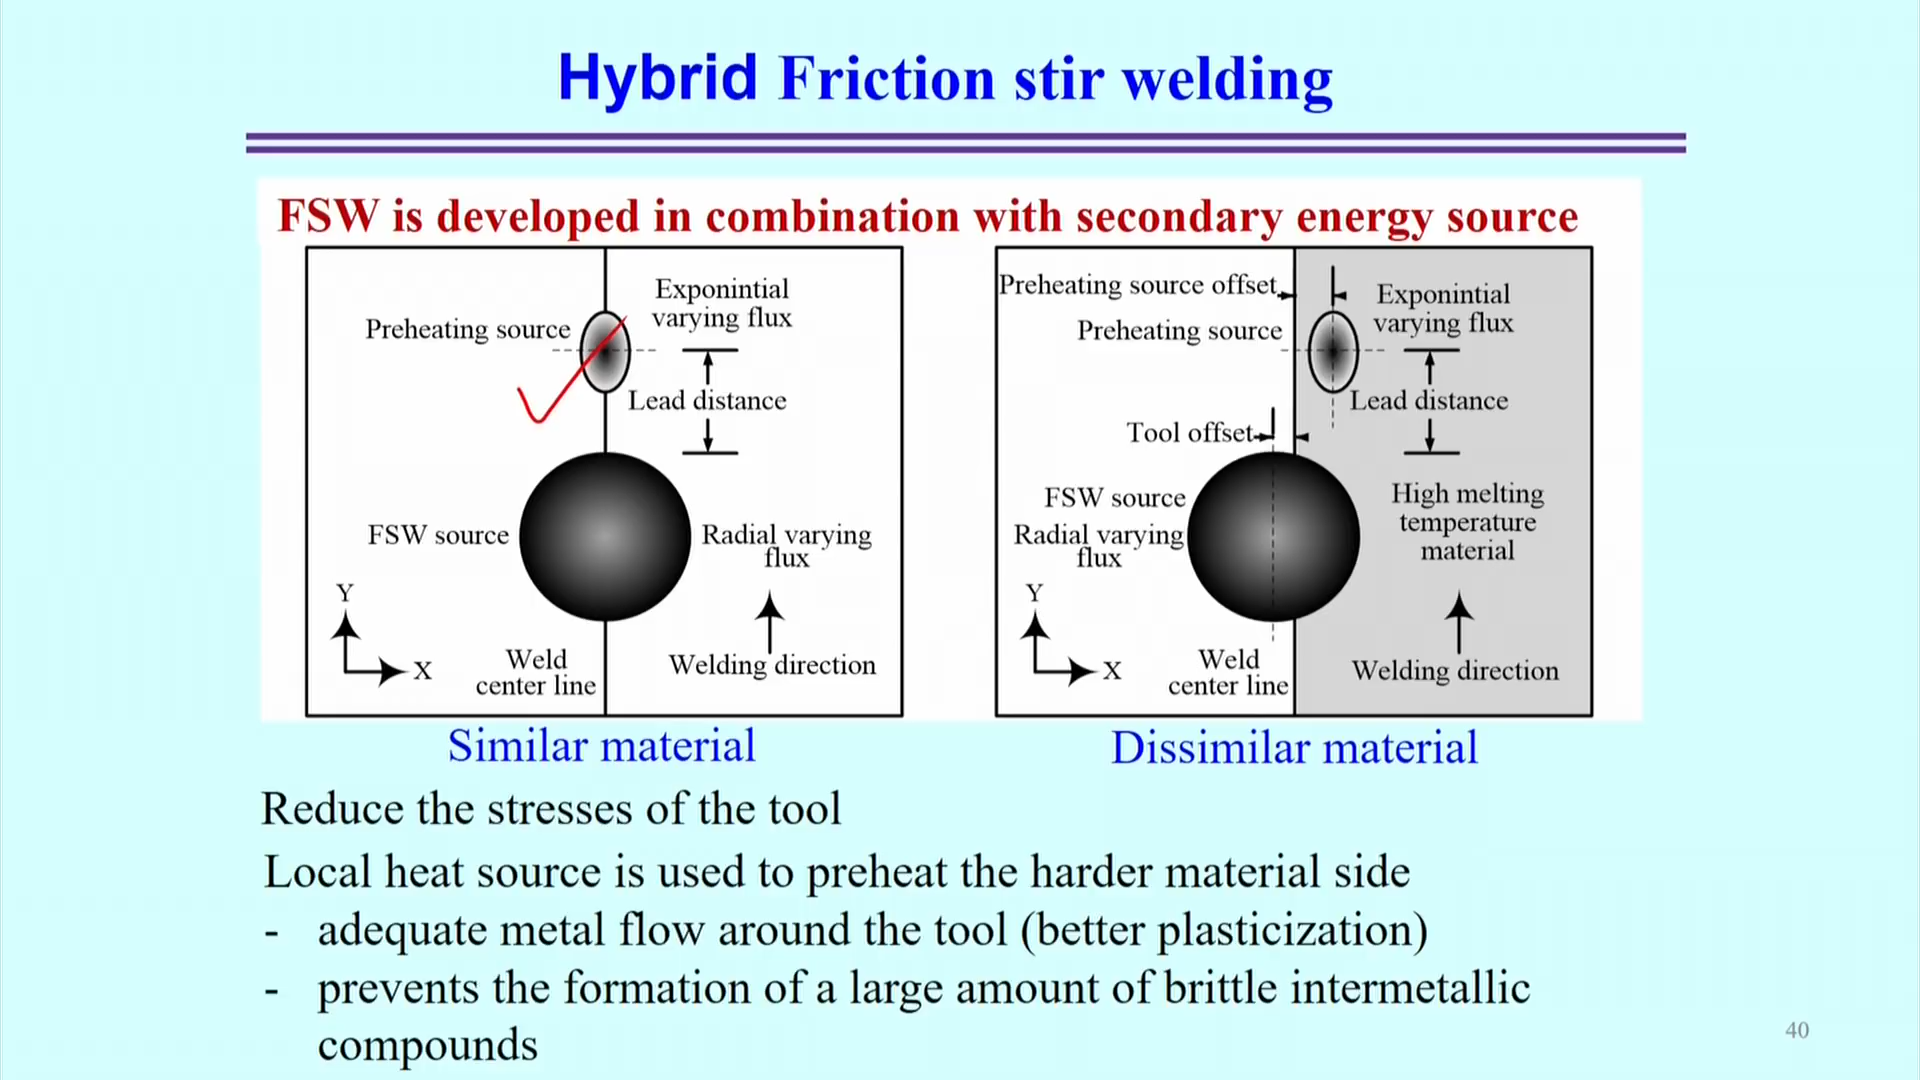 Hybrid Friction stir welding
FSW is developed in combination with secondary energy source
Exponintial
varying flux
Preheating source
Lead distance
FSW source
Radial varying
flux
Y
X
Weld
center line
Welding direction
Similar material
Preheating source offset
Exponintial
varying flux
Preheating source
Lead distance
Tool offset
FSW source
Radial varying
flux
High melting
temperature
material
Y
X
Weld
center line
Welding direction
Dissimilar material
Reduce the stresses of the tool
Local heat source is used to preheat the harder material side
- adequate metal flow around the tool (better plasticization)
- prevents the formation of a large amount of brittle intermetallic
compounds
40